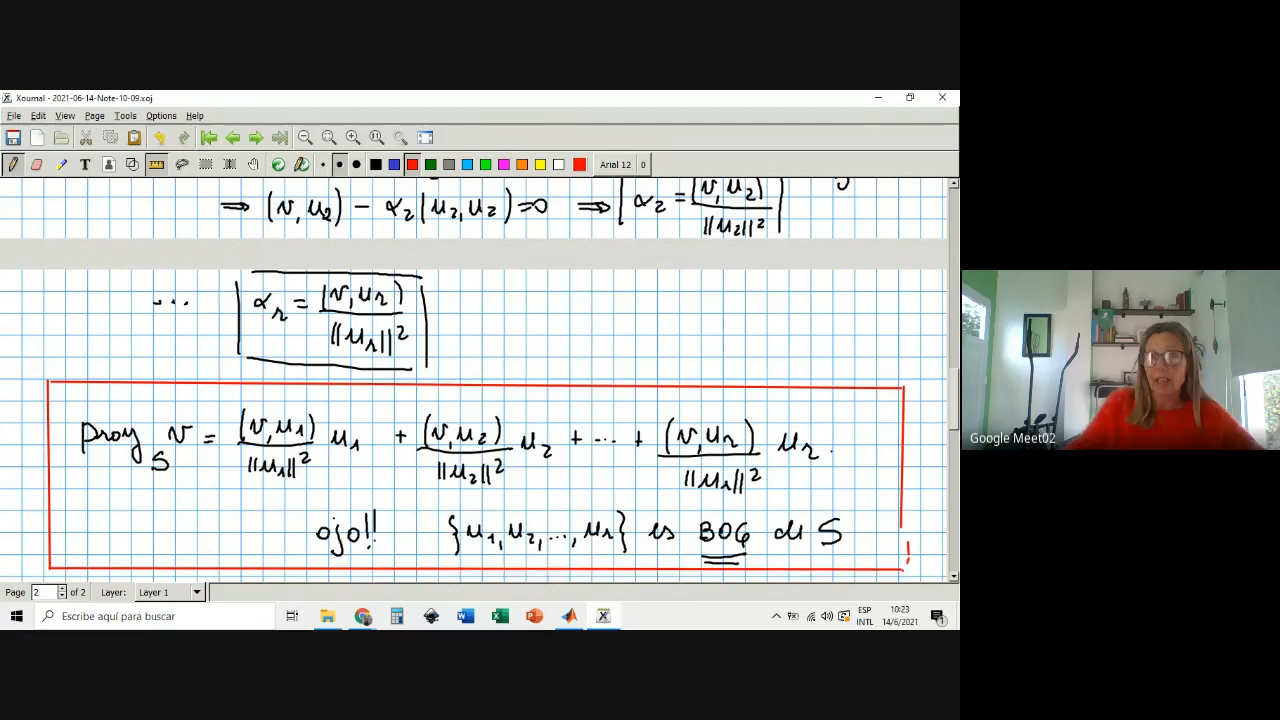 Xournal - 2021-06-14-Note-10-09.xoj
File Edit View Page Tools Options Help
Arial 12 0
⟹ (v, u₂) - α₂ (u₂, u₂) = 0 ⟹ α₂ = (v, u₂) / ||u₂||²
... αᵣ = (v, uᵣ) / ||uᵣ||²
proy_S v = (v, u₁) / ||u₁||² u₁ + (v, u₂) / ||u₂||² u₂ + ... + (v, uᵣ) / ||uᵣ||² uᵣ.
ojo!! {u₁, u₂, ..., uᵣ} es BOG de S !
Google Meet02
Page 2 of 2 Layer: Layer 1
Escribe aquí para buscar
ESP
INTL
10:23
14/6/2021
1